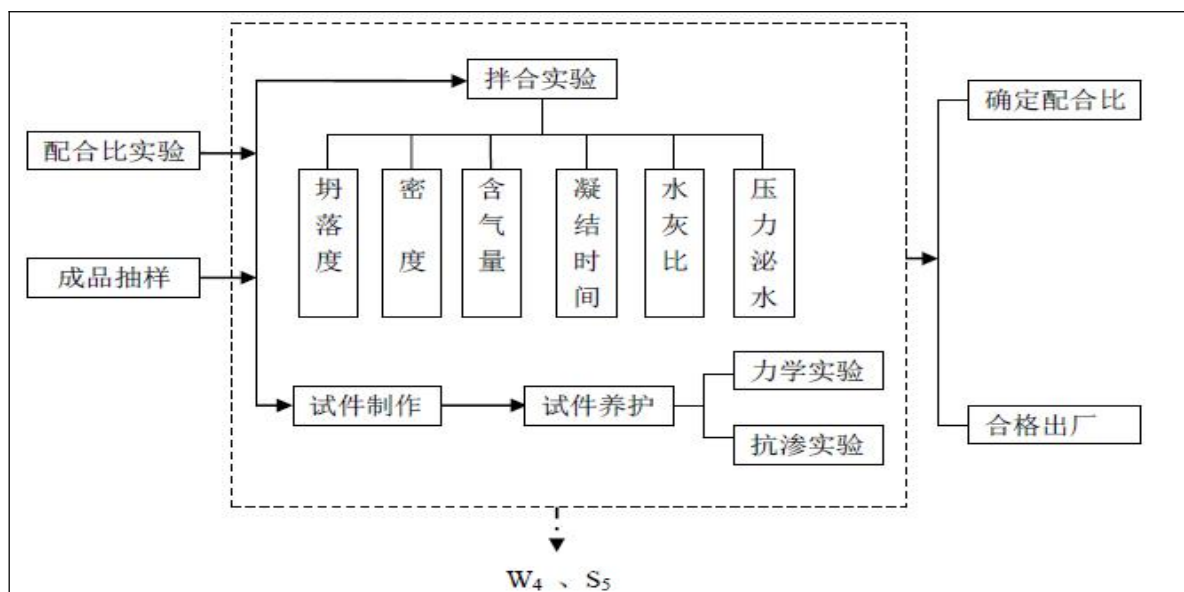 拌合实验
确定配合比
配合比实验
坍落度
密度
含气量
凝结时间
水灰比
压力泌水
成品抽样
力学实验
试件制作
试件养护
合格出厂
抗渗实验
W₄ 、S₅